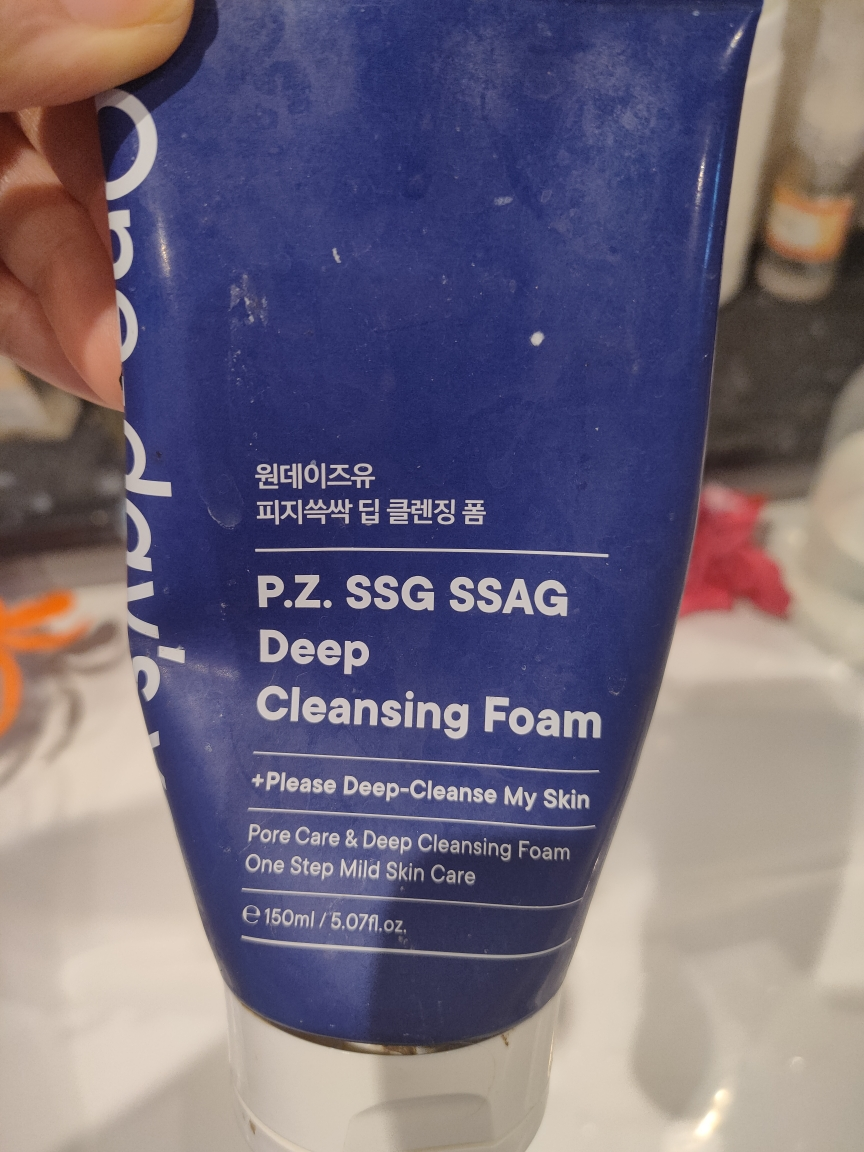 One day's
원데이즈유
피지쓱싹 딥 클렌징 폼
P.Z. SSG SSAG
Deep
Cleansing Foam
+Please Deep-Cleanse My Skin
Pore Care & Deep Cleansing Foam
One Step Mild Skin Care
℮ 150ml / 5.07fl.oz.